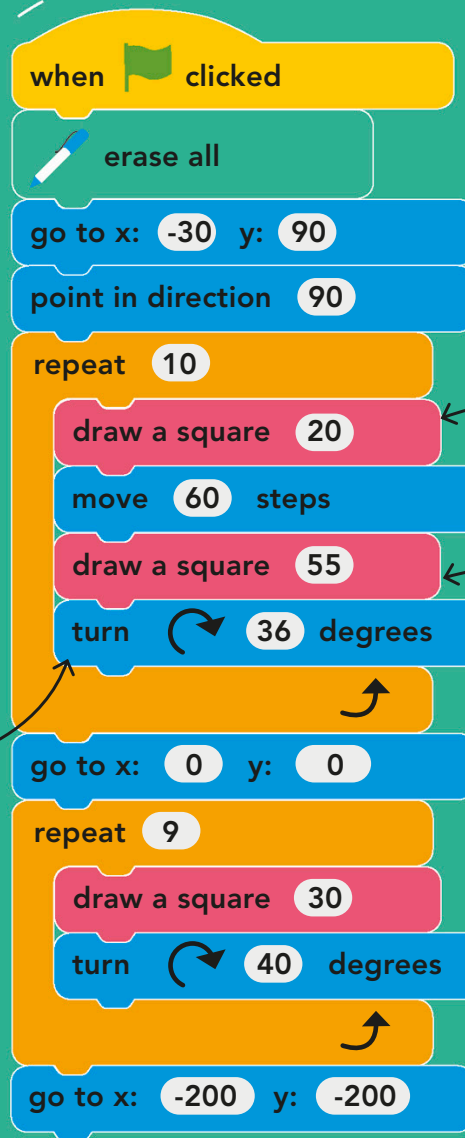 when clicked
erase all
go to x: -30 y: 90
point in direction 90
repeat 10
draw a square 20
move 60 steps
draw a square 55
turn 36 degrees
go to x: 0 y: 0
repeat 9
draw a square 30
turn 40 degrees
go to x: -200 y: -200